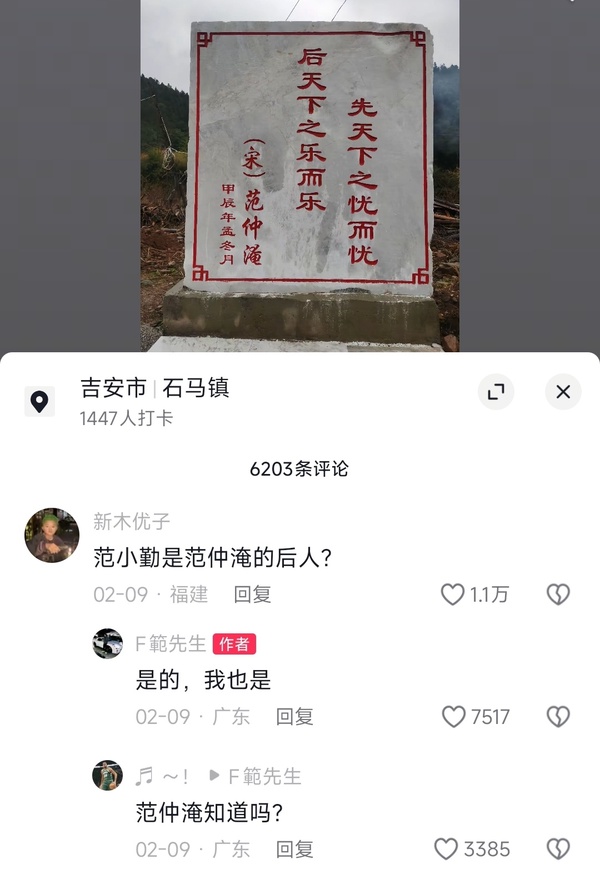 先天下之忧而忧
后天下之乐而乐
(宋)范仲淹
甲辰年孟冬月
吉安市 | 石马镇
1447人打卡
6203条评论
新木优子
范小勤是范仲淹的后人?
02-09 · 福建 回复 1.1万
F範先生 作者
是的，我也是
02-09 · 广东 回复 7517
～! ▶ F範先生
范仲淹知道吗?
02-09 · 广东 回复 3385